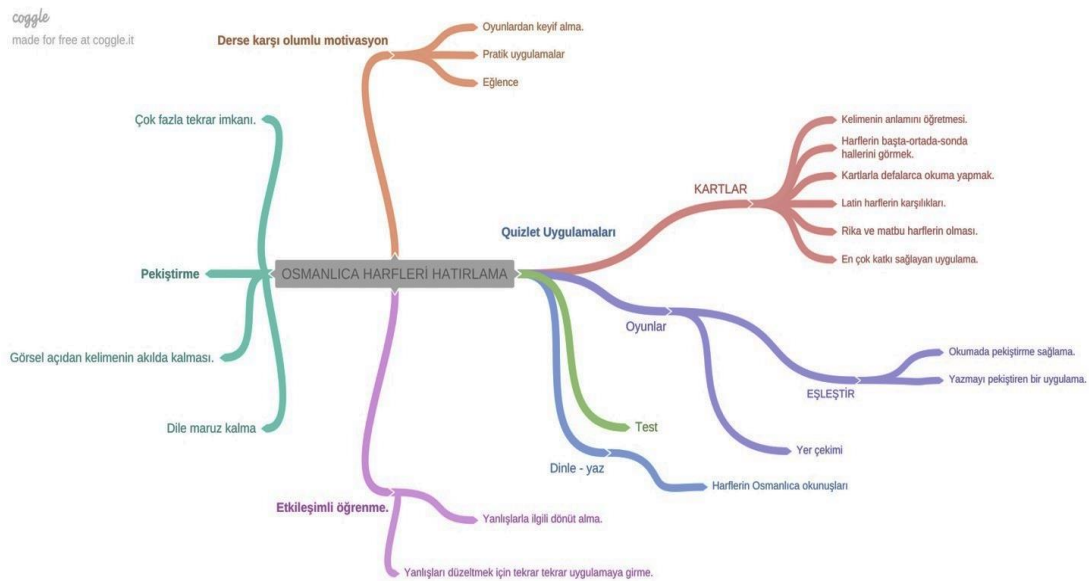 coggle
made for free at coggle.it
Derse karşı olumlu motivasyon
Oyunlardan keyif alma.
Pratik uygulamalar
Eğlence
Çok fazla tekrar imkanı.
Pekiştirme
Görsel açıdan kelimenin akılda kalması.
Dile maruz kalma
OSMANLICA HARFLERİ HATIRLAMA
Quizlet Uygulamaları
KARTLAR
Kelimenin anlamını öğretmesi.
Harflerin başta-ortada-sonda
hallerini görmek.
Kartlarla defalarca okuma yapmak.
Latin harflerin karşılıkları.
Rika ve matbu harflerin olması.
En çok katkı sağlayan uygulama.
Oyunlar
EŞLEŞTİR
Okumada pekiştirme sağlama.
Yazmayı pekiştiren bir uygulama.
Yer çekimi
Test
Dinle - yaz
Harflerin Osmanlıca okunuşları
Etkileşimli öğrenme.
Yanlışlarla ilgili dönüt alma.
Yanlışları düzeltmek için tekrar tekrar uygulamaya girme.